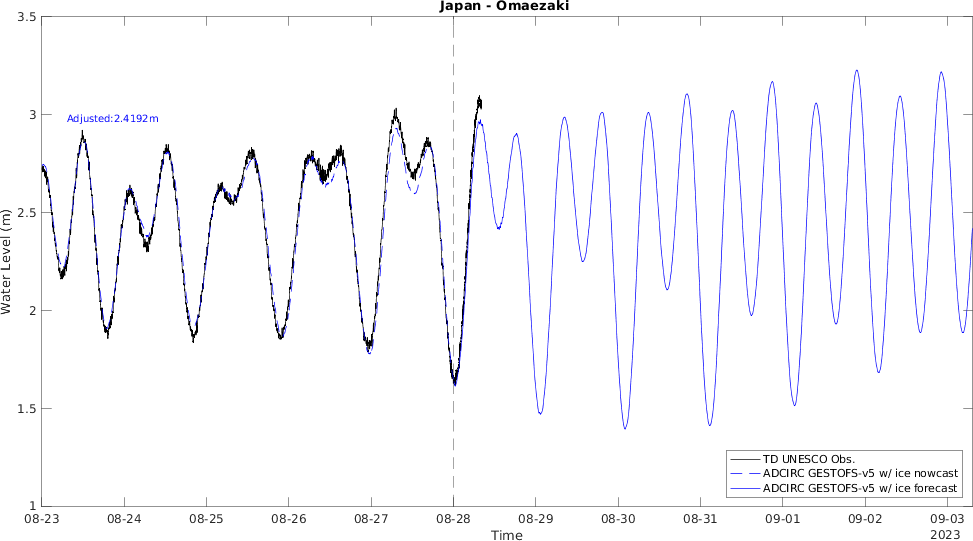 Japan - Omaezaki
3.5
3
2.5
2
1.5
1
Water Level (m)
Adjusted:2.4192m
TD UNESCO Obs.
ADCIRC GESTOFS-v5 w/ ice nowcast
ADCIRC GESTOFS-v5 w/ ice forecast
08-23 08-24 08-25 08-26 08-27 08-28 08-29 08-30 08-31 09-01 09-02 09-03
2023
Time